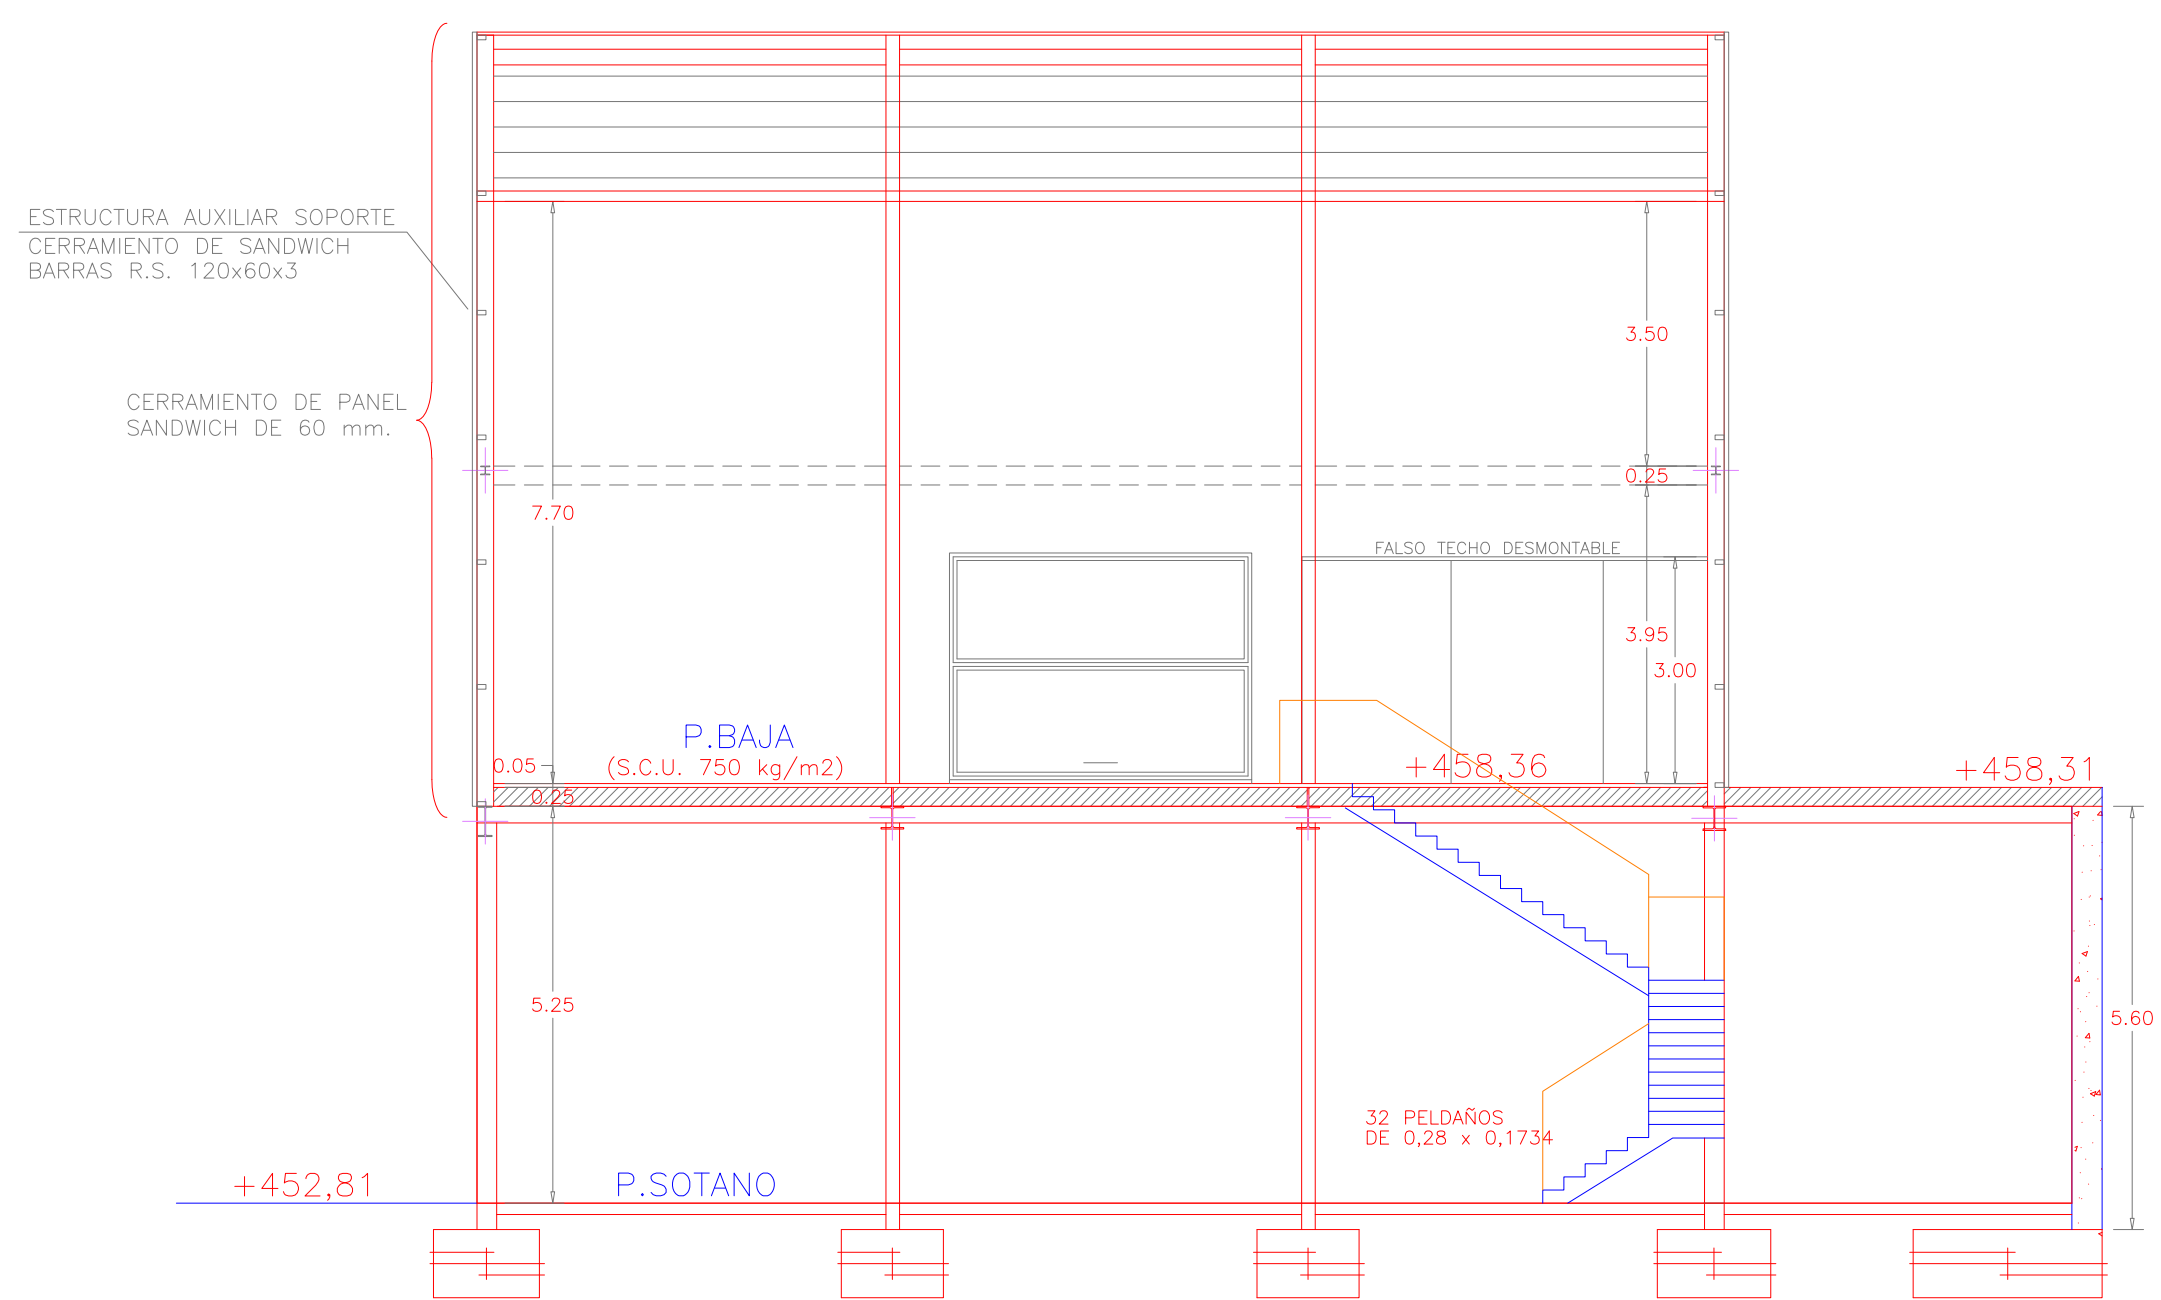 ESTRUCTURA AUXILIAR SOPORTE
CERRAMIENTO DE SANDWICH
BARRAS R.S. 120x60x3
3.50
CERRAMIENTO DE PANEL
SANDWICH DE 60 mm.
0.25
7.70
FALSO TECHO DESMONTABLE
3.95
3.00
P.BAJA
(S.C.U. 750 kg/m2)
0.05
+458,36
+458,31
0.25
5.25
5.60
32 PELDAÑOS
DE 0,28 x 0,1734
+452,81
P.SOTANO